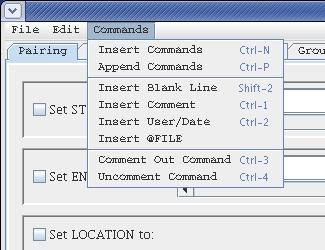 File Edit Commands
Pairing Grou
Insert Commands Ctrl-N
Append Commands Ctrl-P
Insert Blank Line Shift-2
Insert Comment Ctrl-1
Insert User/Date Ctrl-2
Insert @FILE
Comment Out Command Ctrl-3
Uncomment Command Ctrl-4
Set ST
Set EN
Set LOCATION to: